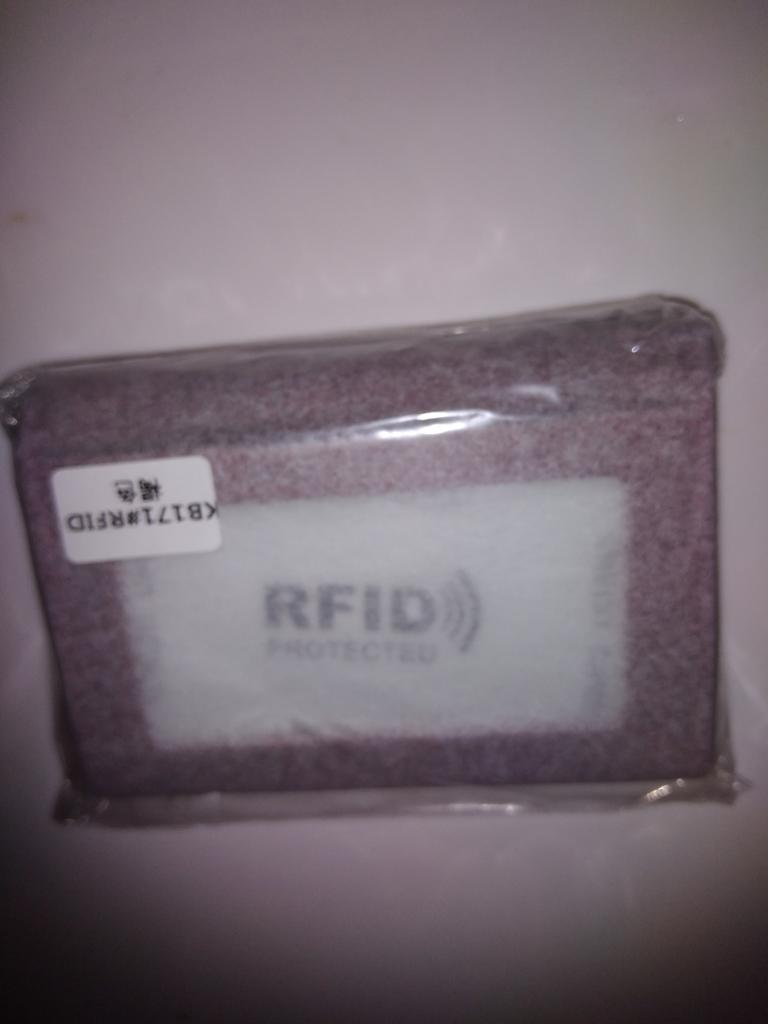 KB171#RFID
褐色
RFID
PROTECTED